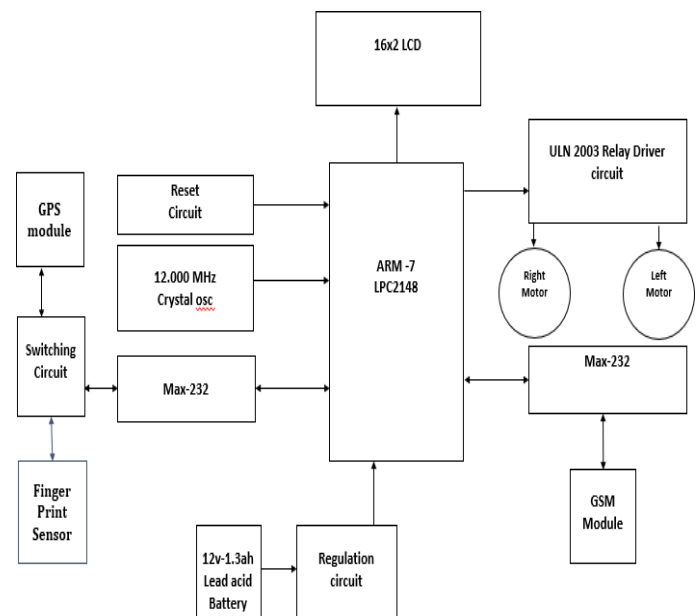 16x2 LCD
ULN 2003 Relay Driver
circuit
GPS
module
Reset
Circuit
12.000 MHz
Crystal osc
ARM -7
LPC2148
Right
Motor
Left
Motor
Switching
Circuit
Max-232
Max-232
Finger
Print
Sensor
GSM
Module
12v-1.3ah
Lead acid
Battery
Regulation
circuit